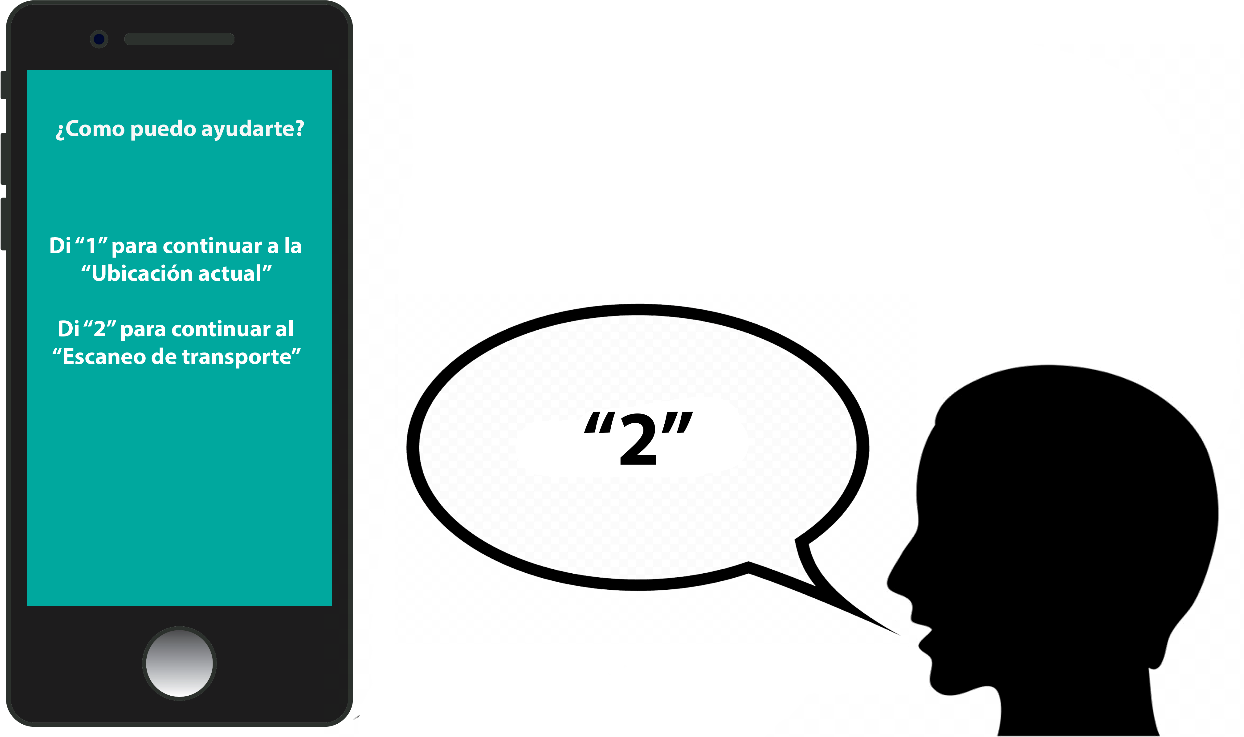 ¿Como puedo ayudarte?
Di “1” para continuar a la
“Ubicación actual”
Di “2” para continuar al
“Escaneo de transporte”
“2”